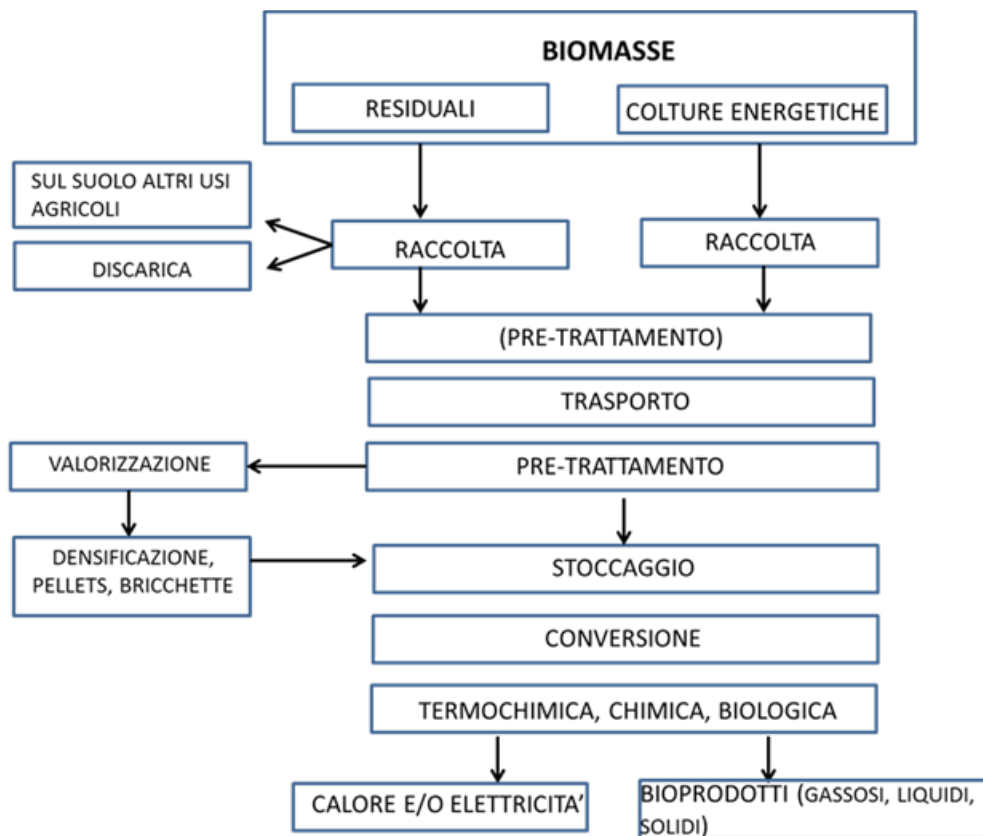 BIOMASSE
RESIDUALI
COLTURE ENERGETICHE
SUL SUOLO ALTRI USI
AGRICOLI
DISCARICA
RACCOLTA
RACCOLTA
(PRE-TRATTAMENTO)
TRASPORTO
VALORIZZAZIONE
PRE-TRATTAMENTO
DENSIFICAZIONE,
PELLETS, BRICCHETTE
STOCCAGGIO
CONVERSIONE
TERMOCHIMICA, CHIMICA, BIOLOGICA
CALORE E/O ELETTRICITA'
BIOPRODOTTI (GASSOSI, LIQUIDI,
SOLIDI)